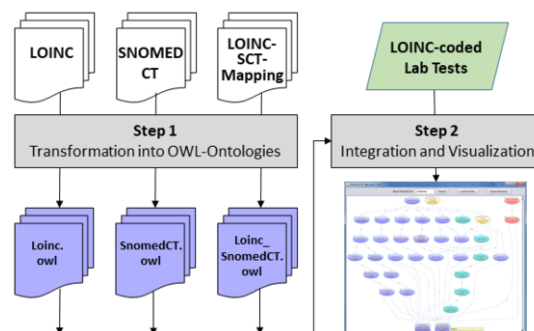 LOINC
SNOMED
CT
LOINC-
SCT-
Mapping
LOINC-coded
Lab Tests
Step 1
Transformation into OWL-Ontologies
Step 2
Integration and Visualization
Loinc.
owl
SnomedCT.
owl
Loinc_
SnomedCT.
owl